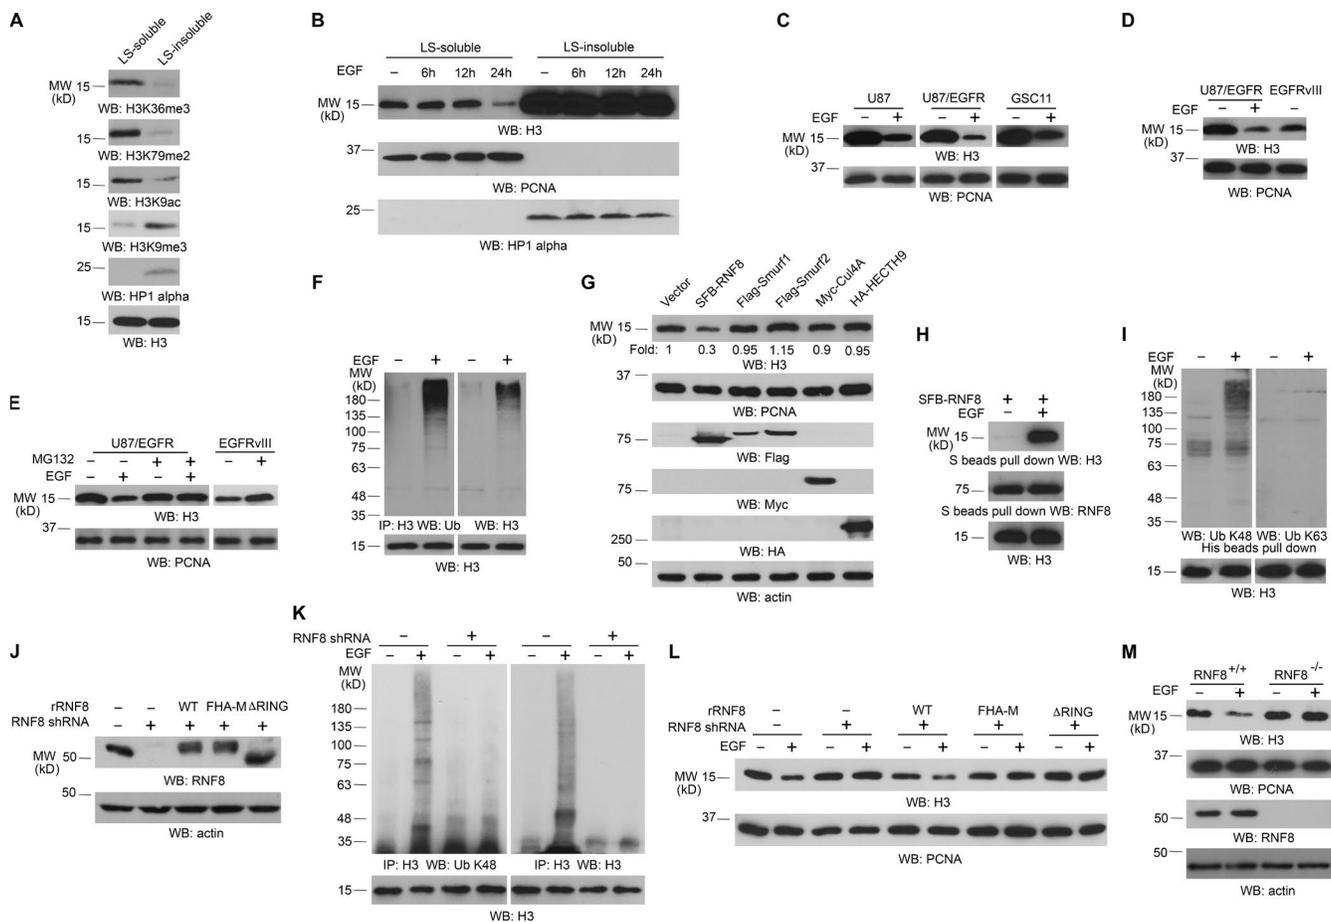 A
LS-soluble
LS-insoluble
MW 15
(kD)
WB: H3K36me3
WB: H3K79me2
15
WB: H3K9ac
15
WB: H3K9me3
25
WB: HP1 alpha
15
WB: H3
B
LS-soluble LS-insoluble
EGF – 6h 12h 24h – 6h 12h 24h
MW 15
(kD)
WB: H3
37
WB: PCNA
25
WB: HP1 alpha
C
U87 U87/EGFR GSC11
EGF – + – + – +
MW 15
(kD)
WB: H3
37
WB: PCNA
D
U87/EGFR EGFRvIII
EGF – + –
MW 15
(kD)
WB: H3
37
WB: PCNA
E
U87/EGFR EGFRvIII
MG132 – – + + – +
EGF – + – +
MW 15
(kD)
WB: H3
37
WB: PCNA
F
EGF – + – +
MW
(kD)
180
135
100
75
63
48
35
IP: H3 WB: Ub WB: H3
15
WB: H3
G
Vector
SFB-RNF8
Flag-Smurf1
Flag-Smurf2
Myc-Cul4A
HA-HECTH9
MW 15
(kD)
Fold: 1 0.3 0.95 1.15 0.9 0.95
WB: H3
37
WB: PCNA
75
WB: Flag
75
WB: Myc
250
WB: HA
50
WB: actin
H
SFB-RNF8 + +
EGF – +
MW 15
(kD)
S beads pull down WB: H3
75
S beads pull down WB: RNF8
15
WB: H3
I
EGF – + – +
MW
(kD)
180
135
100
75
63
48
35
WB: Ub K48 WB: Ub K63
His beads pull down
15
WB: H3
J
rRNF8 – – WT FHA-M ΔRING
RNF8 shRNA – + + + +
MW 50
(kD)
WB: RNF8
50
WB: actin
K
RNF8 shRNA – + – +
EGF – + – + – + – +
MW
(kD)
180
135
100
75
63
48
35
IP: H3 WB: Ub K48 IP: H3 WB: H3
15
WB: H3
L
rRNF8 – – WT FHA-M ΔRING
RNF8 shRNA – + + + +
EGF – + – + – + – + – +
MW 15
(kD)
WB: H3
37
WB: PCNA
M
RNF8+/+ RNF8-/-
EGF – + – +
MW 15
(kD)
WB: H3
37
WB: PCNA
50
WB: RNF8
50
WB: actin